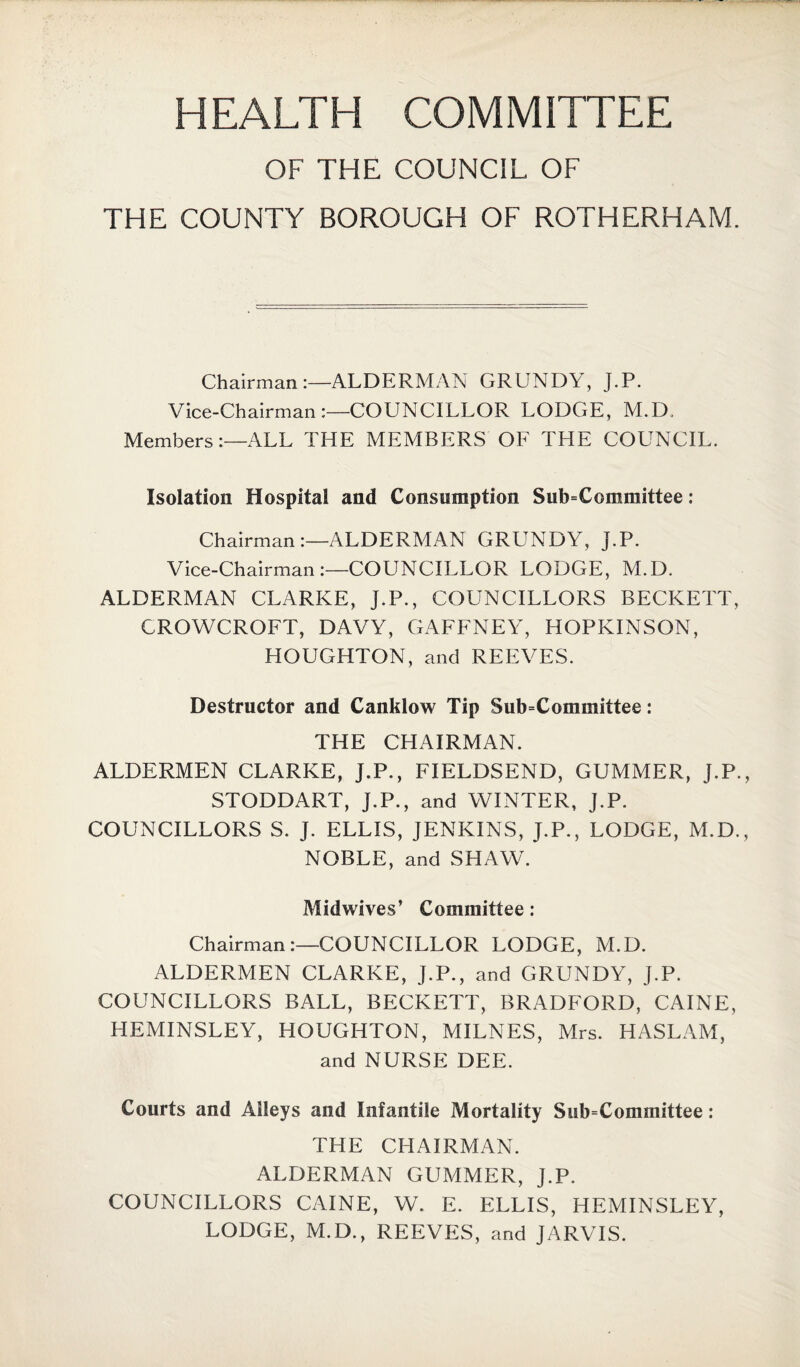 HEALTH COMMITTEE
OF THE COUNCIL OF
THE COUNTY BOROUGH OF ROTHERHAM.
Chairman:—ALDERMAN GRUNDY, J.P.
Vice-Chairman:—COUNCILLOR LODGE, M.D.
Members:—ALL THE MEMBERS OF THE COUNCIL.
Isolation Hospital and Consumption Sub-Committee:
Chairman:—ALDERMAN GRUNDY, J.P.
Vice-Chairman:—COUNCILLOR LODGE, M.D.
ALDERMAN CLARKE, J.P., COUNCILLORS BECKETT,
CROWCROFT, DAVY, GAFFNEY, HOPKINSON,
HOUGHTON, and REEVES.
Destructor and Canklow Tip Sub-Committee:
THE CHAIRMAN.
ALDERMEN CLARKE, J.P., FIELDSEND, GUMMER, J.P.,
STODDART, J.P., and WINTER, J.P.
COUNCILLORS S. J. ELLIS, JENKINS, J.P., LODGE, M.D.,
NOBLE, and SHAW.
Midwives' Committee:
Chairman:—COUNCILLOR LODGE, M.D.
ALDERMEN CLARKE, J.P., and GRUNDY, J.P.
COUNCILLORS BALL, BECKETT, BRADFORD, CAINE,
HEMINSLEY, HOUGHTON, MILNES, Mrs. HASLAM,
and NURSE DEE.
Courts and Alleys and Infantile Mortality Sub-Committee:
THE CHAIRMAN.
ALDERMAN GUMMER, J.P.
COUNCILLORS CAINE, W. E. ELLIS, HEMINSLEY,
LODGE, M.D., REEVES, and JARVIS.